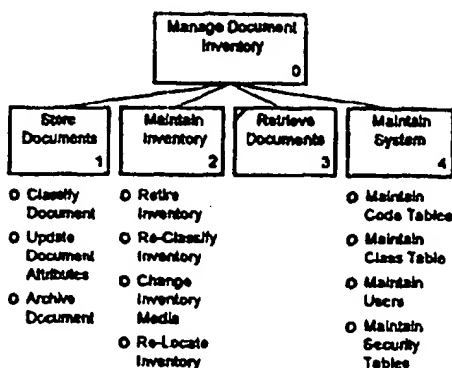 Manage Document
Inventory
0
Store
Documents
1
Maintain
Inventory
2
Retrieve
Documents
3
Maintain
System
4
O Classify
Document
O Update
Document
Attributes
O Archive
Document
O Retire
Inventory
O Re-Classify
Inventory
O Change
Inventory
Media
O Re-Locate
Inventory
O Maintain
Code Tables
O Maintain
Class Table
O Maintain
Users
O Maintain
Security
Tables